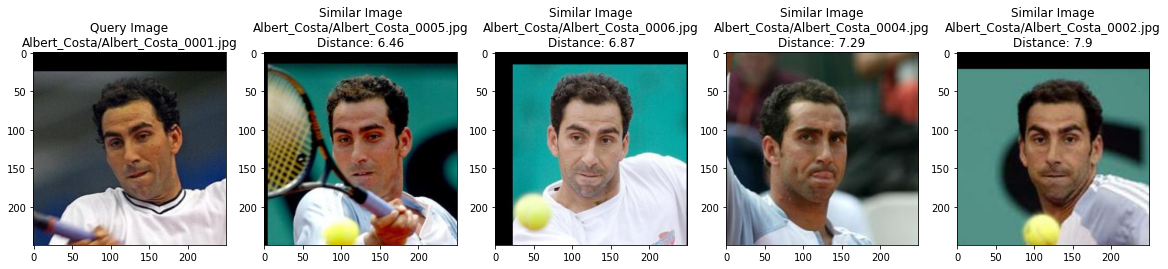 Query Image
Albert_Costa/Albert_Costa_0001.jpg
Similar Image
Albert_Costa/Albert_Costa_0005.jpg
Distance: 6.46
Similar Image
Albert_Costa/Albert_Costa_0006.jpg
Distance: 6.87
Similar Image
Albert_Costa/Albert_Costa_0004.jpg
Distance: 7.29
Similar Image
Albert_Costa/Albert_Costa_0002.jpg
Distance: 7.9
0
50
100
150
200
0 50 100 150 200
0
50
100
150
200
0 50 100 150 200
0
50
100
150
200
0 50 100 150 200
0
50
100
150
200
0 50 100 150 200
0
50
100
150
200
0 50 100 150 200